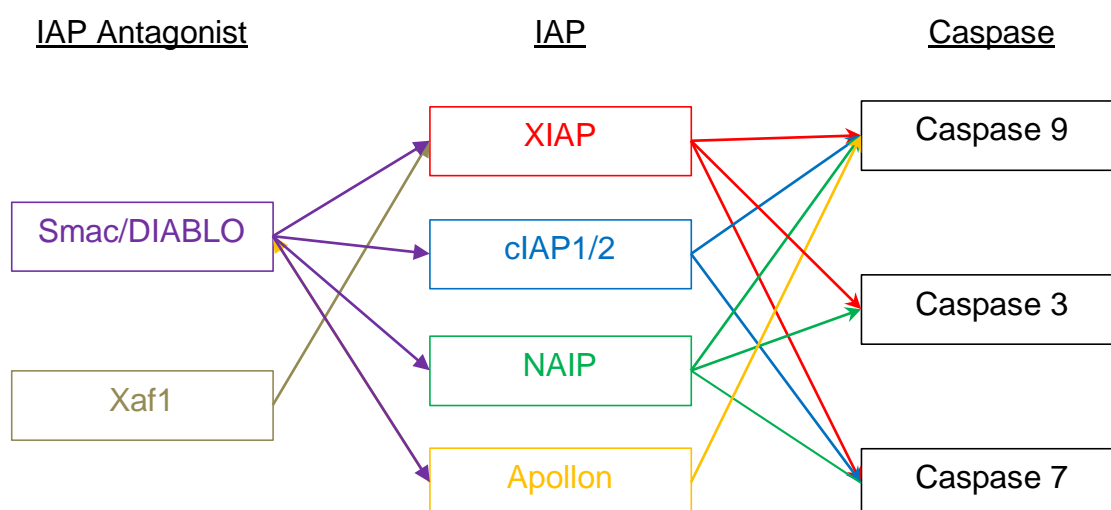 IAP Antagonist
IAP
Caspase
XIAP
Caspase 9
Smac/DIABLO
cIAP1/2
Caspase 3
NAIP
Xaf1
Apollon
Caspase 7